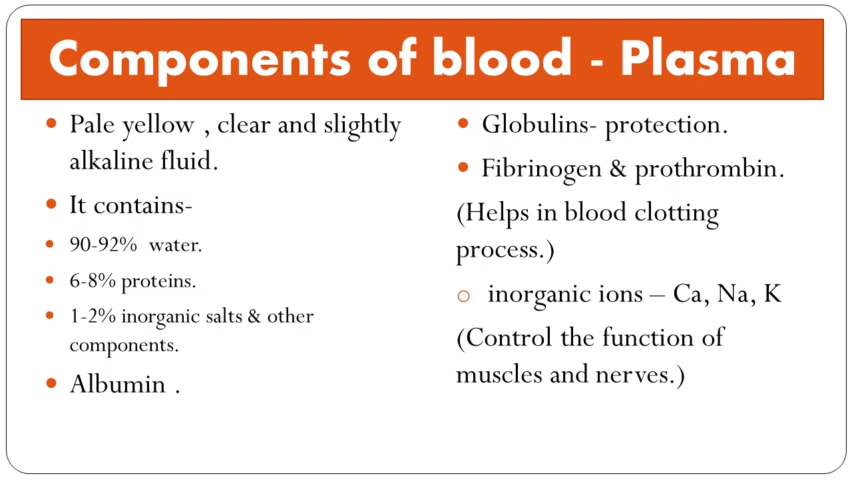 Components of blood - Plasma
• Pale yellow , clear and slightly
alkaline fluid.
• It contains-
• 90-92% water.
• 6-8% proteins.
• 1-2% inorganic salts & other
components.
• Albumin .
• Globulins- protection.
• Fibrinogen & prothrombin.
(Helps in blood clotting
process.)
o inorganic ions – Ca, Na, K
(Control the function of
muscles and nerves.)